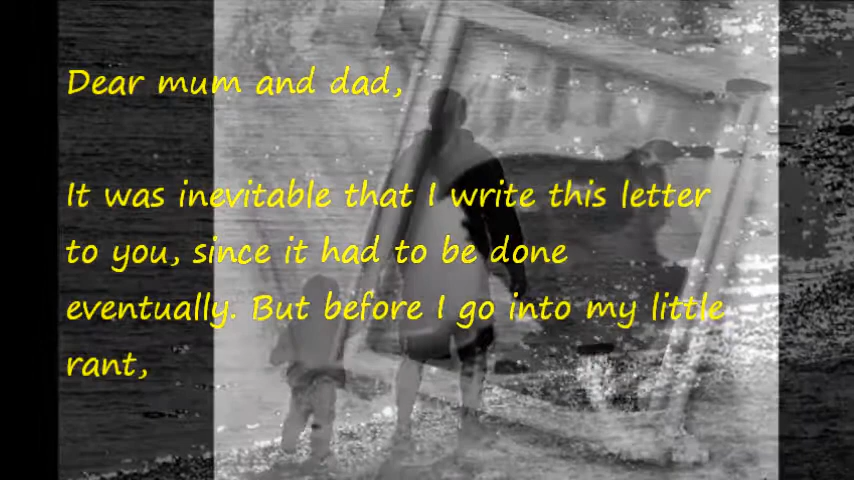 Dear mum and dad,
It was inevitable that I write this letter
to you, since it had to be done
eventually. But before I go into my little
rant,